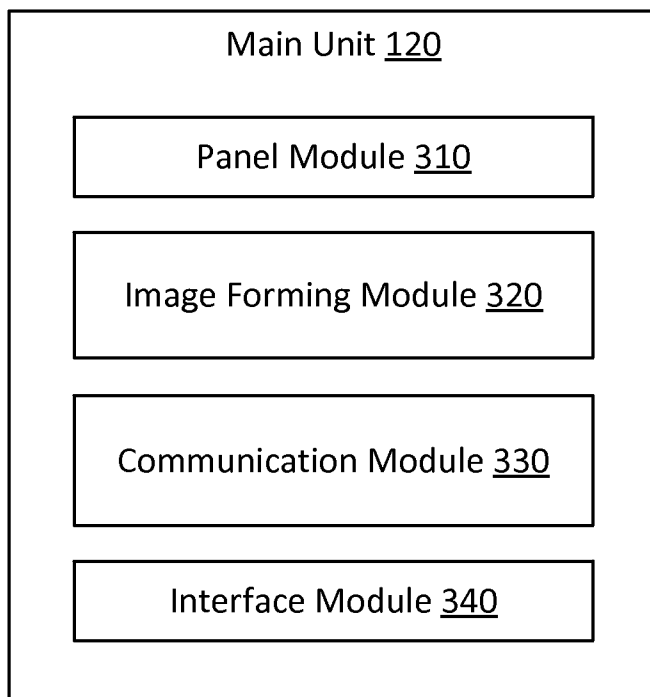 Main Unit 120
Panel Module 310
Image Forming Module 320
Communication Module 330
Interface Module 340